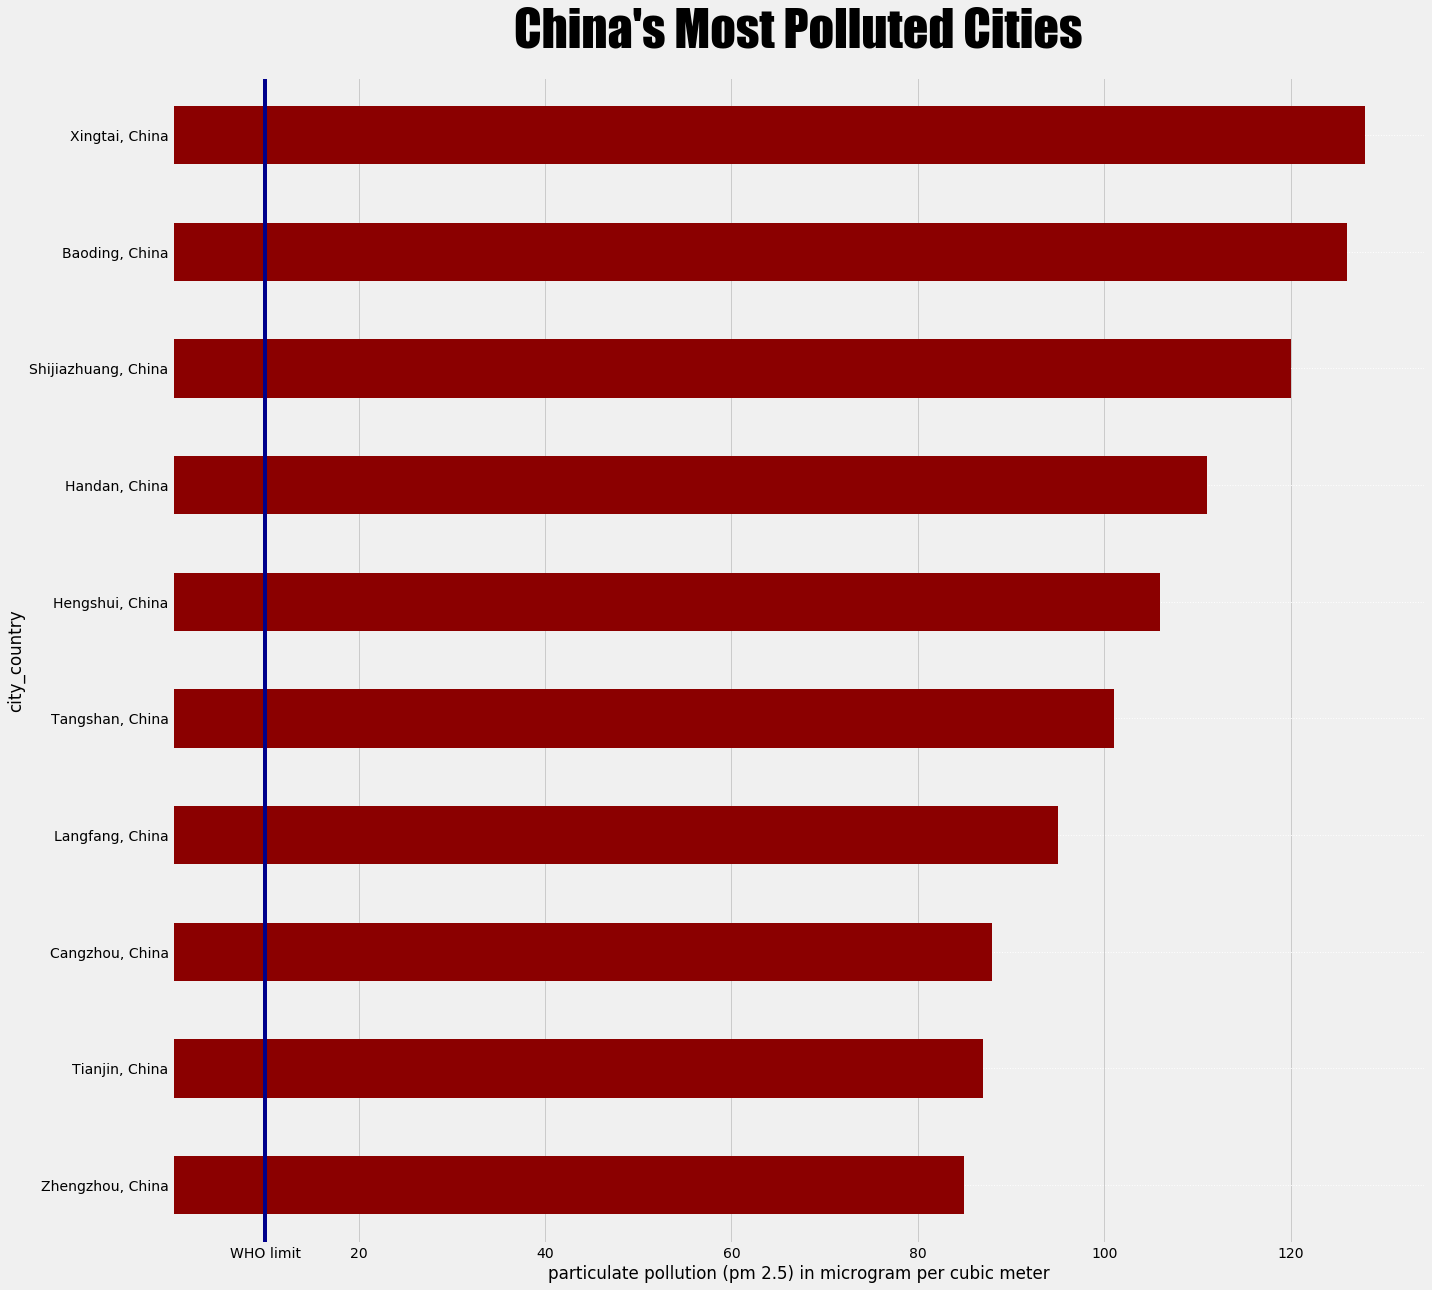 China's Most Polluted Cities
Xingtai, China
Baoding, China
Shijiazhuang, China
Handan, China
Hengshui, China
Tangshan, China
Langfang, China
Cangzhou, China
Tianjin, China
Zhengzhou, China
city_country
WHO limit 20 40 60 80 100 120
particulate pollution (pm 2.5) in microgram per cubic meter